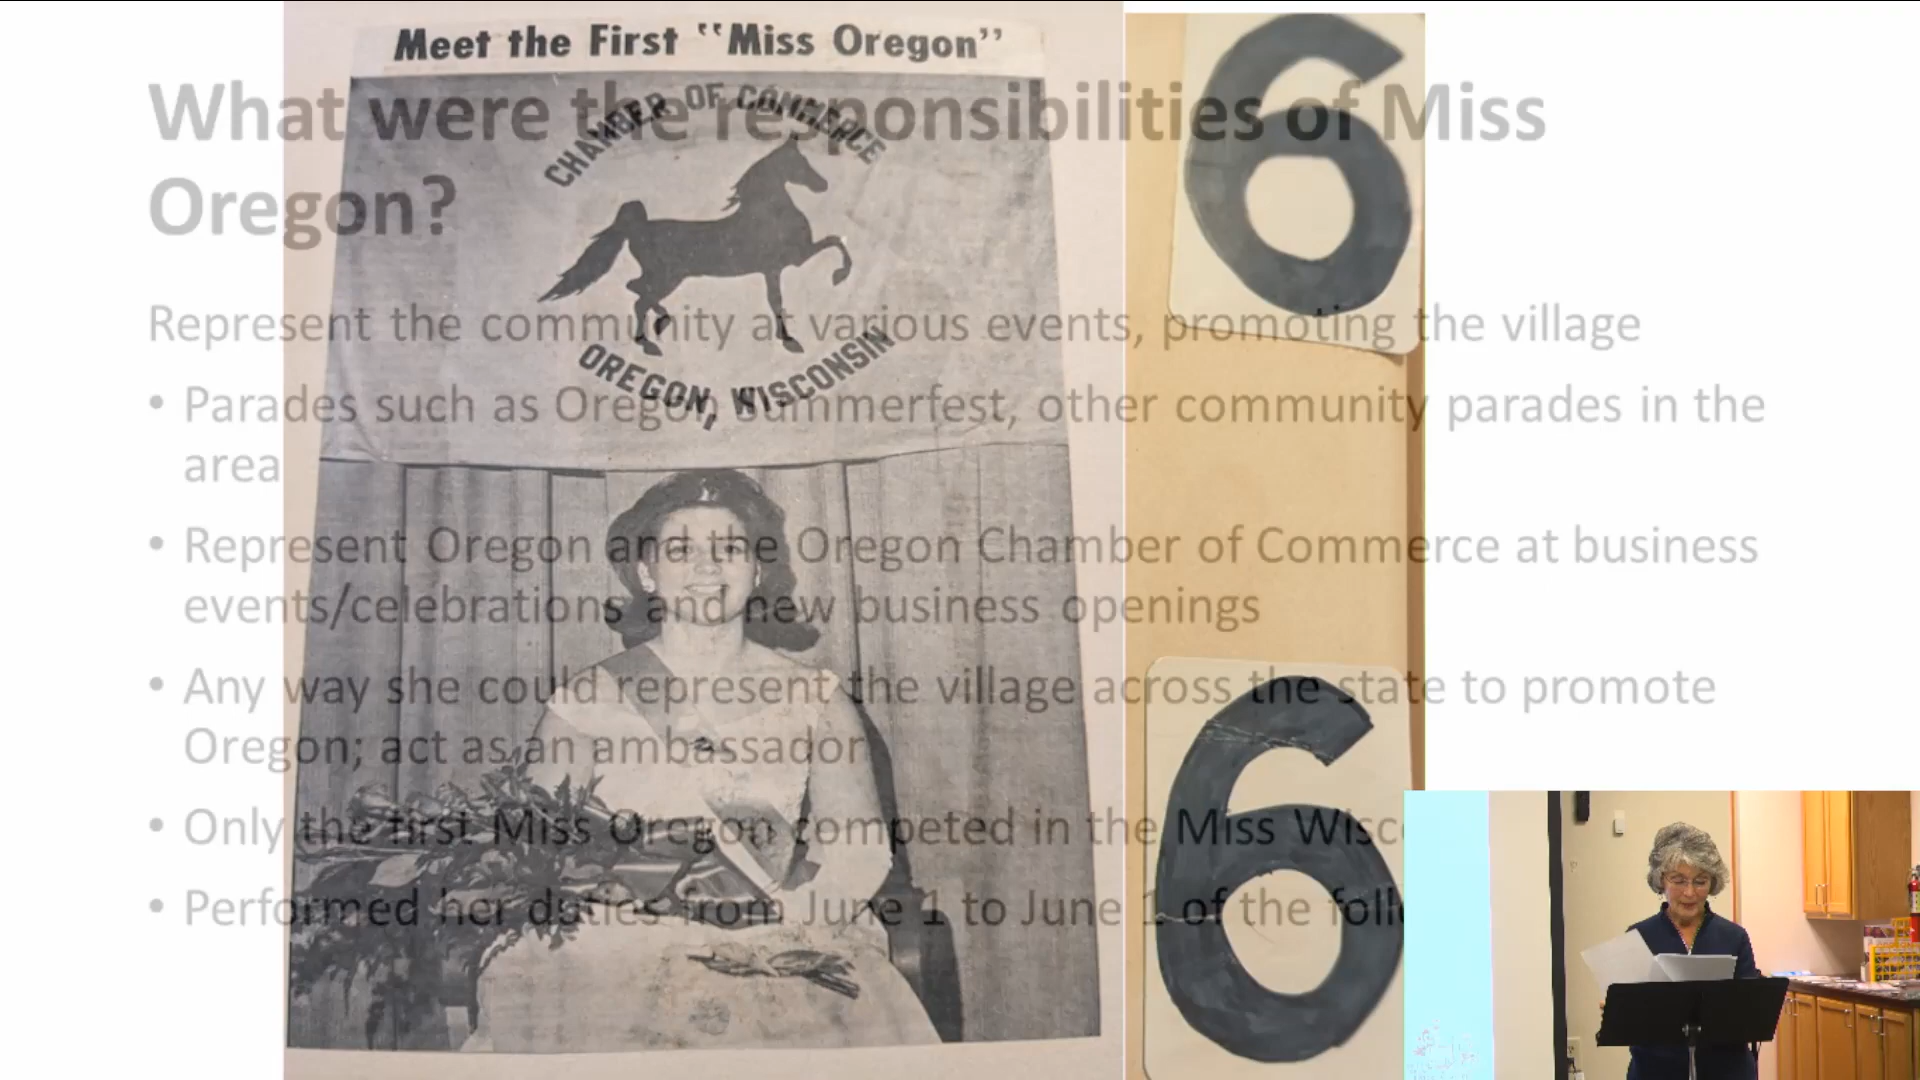 Meet the First "Miss Oregon"
What were the responsibilities of Miss
Oregon?
CHAMBER OF COMMERCE
OREGON, WISCONSIN
6
6
Represent the community at various events, promoting the village
• Parades such as Oregon Summerfest, other community parades in the
area
• Represent Oregon and the Oregon Chamber of Commerce at business
events/celebrations and new business openings
• Any way she could represent the village across the state to promote
Oregon; act as an ambassador
• Only the first Miss Oregon competed in the Miss
• Performed her duties from June 1 to June 1 of the